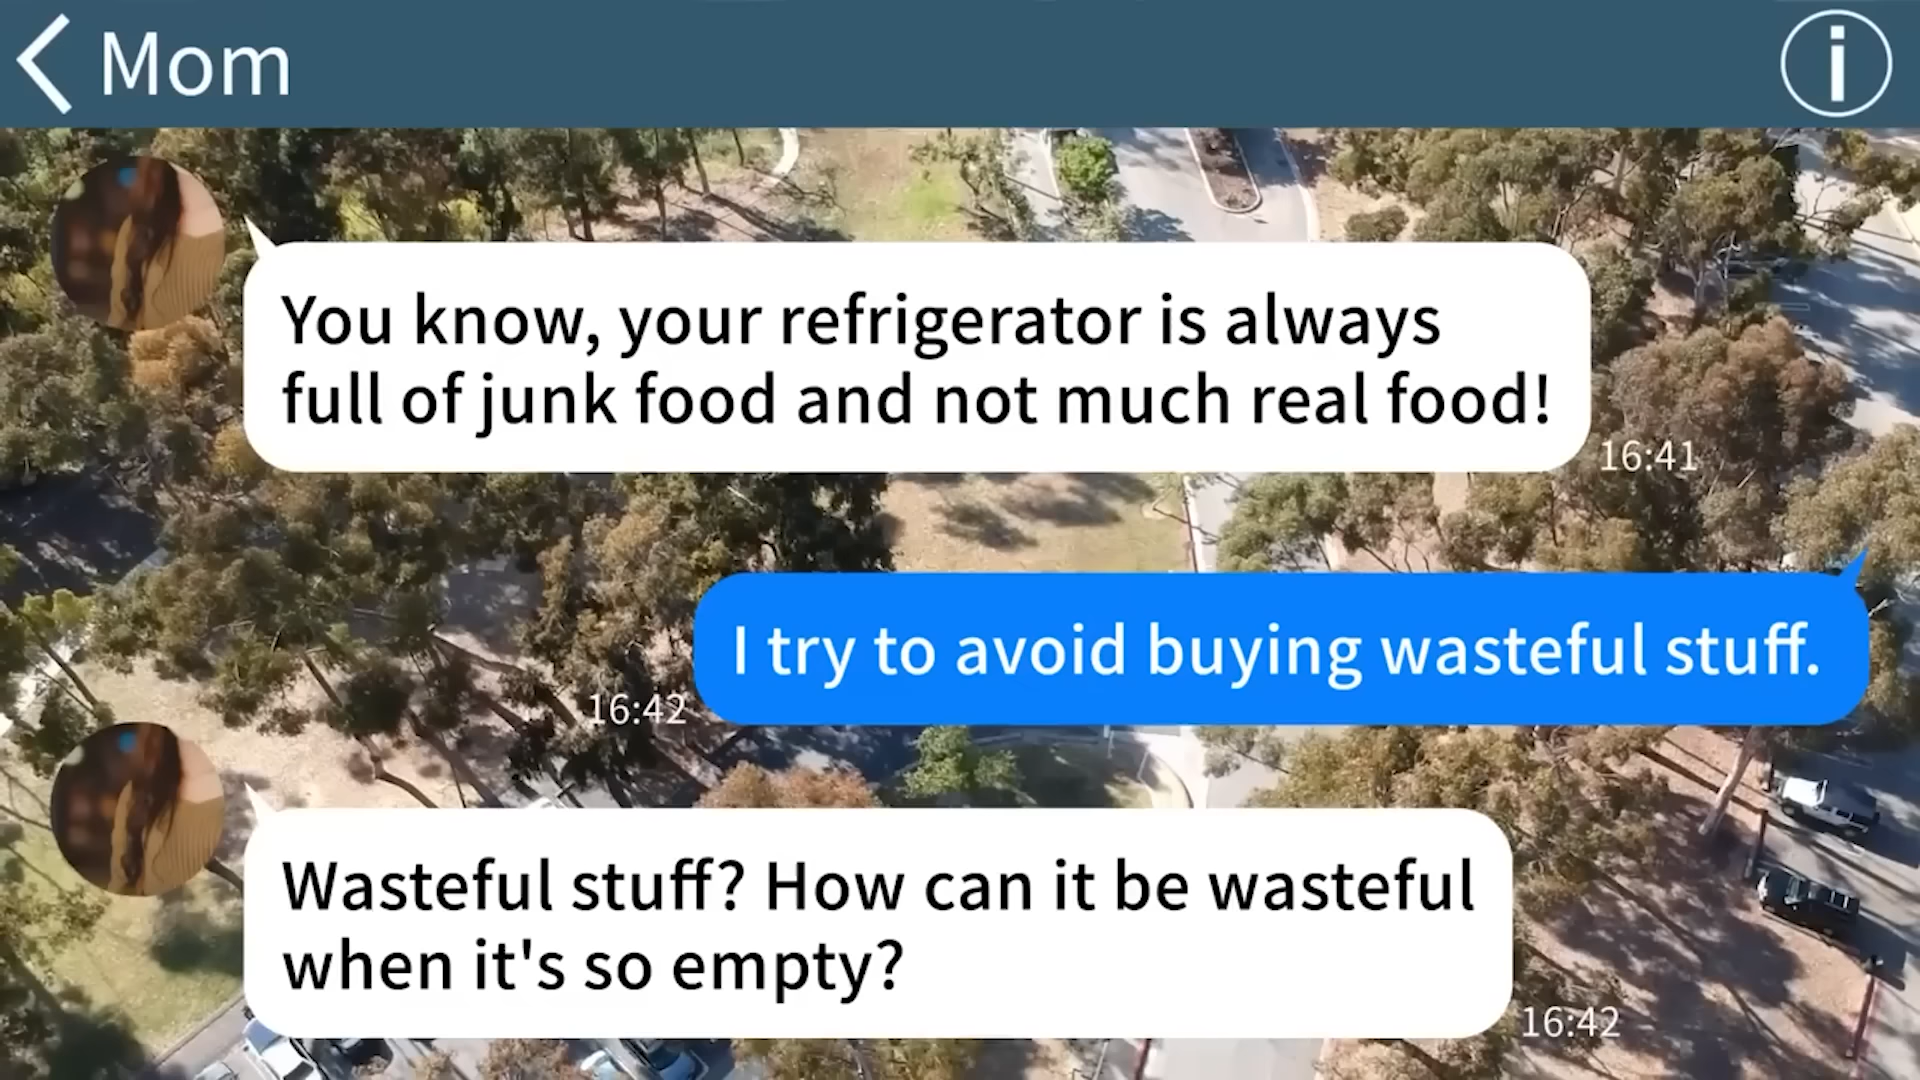 Mom
You know, your refrigerator is always
full of junk food and not much real food!
16:41
I try to avoid buying wasteful stuff.
16:42
Wasteful stuff? How can it be wasteful
when it's so empty?
16:42